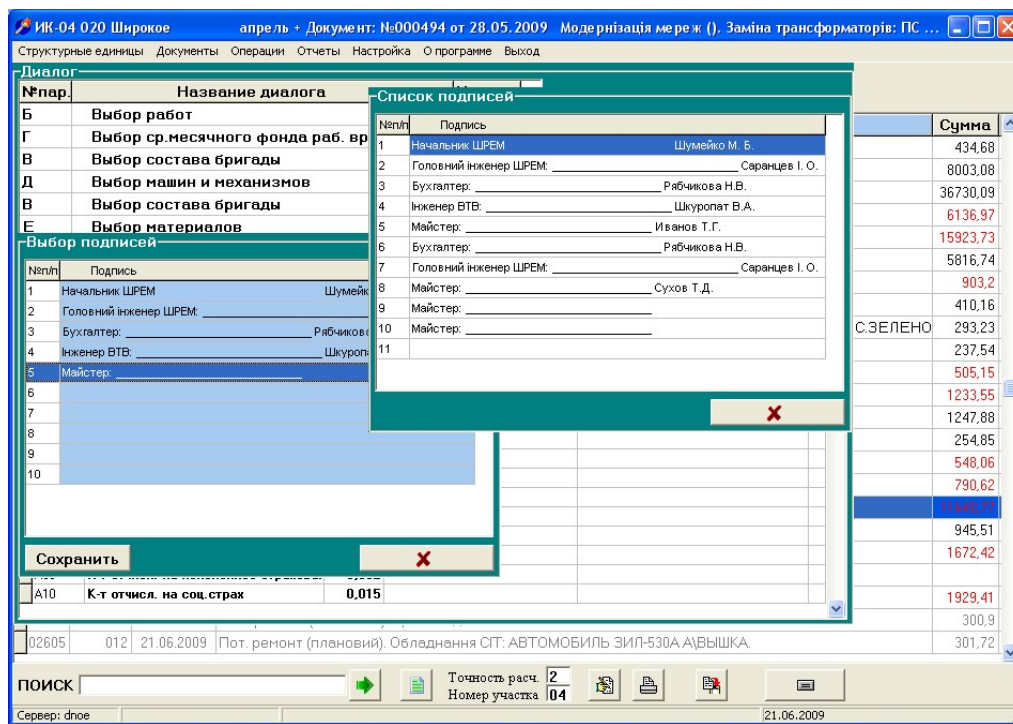 ИК-04 020 Широкое апрель + Документ: №000494 от 28.05.2009 Модернізація мереж (). Заміна трансформаторів: ПС ...
Структурные единицы Документы Операции Отчеты Настройка О программе Выход
Диалог
№пар. Название диалога
Б Выбор работ
Г Выбор ср.месячного фонда раб. вр
В Выбор состава бригады
Д Выбор машин и механизмов
В Выбор состава бригады
Е Выбор материалов
Список подписей
№п/п Подпись
1 Начальник ШРЕМ Шумейко М. Б.
2 Головний інженер ШРЕМ: Саранцев І. О.
3 Бухгалтер: Рябчикова Н.В.
4 Інженер ВТВ: Шкуропат В.А.
5 Майстер: Иванов Т.Г.
6 Бухгалтер: Рябчикова Н.В.
7 Головний інженер ШРЕМ: Саранцев І. О.
8 Майстер: Сухов Т.Д.
9 Майстер:
10 Майстер:
11
Выбор подписей
№п/п Подпись
1 Начальник ШРЕМ Шумейк
2 Головний інженер ШРЕМ:
3 Бухгалтер: Рябчикова
4 Інженер ВТВ: Шкуроп
5 Майстер:
6
7
8
9
10
Сохранить
Сумма
434,68
8003,08
36730,09
6136,97
15923,73
5816,74
903,2
410,16
С.ЗЕЛЕНО 293,23
237,54
505,15
1233,55
1247,88
254,85
548,06
790,62
945,51
1672,42
1929,41
300,9
А10 К-т отчисл. на соц.страх 0,015
02605 012 21.06.2009 Пот. ремонт (плановий). Обладнання СІТ: АВТОМОБИЛЬ ЗИЛ-530А А\ВЫШКА. 301,72
ПОИСК
Точность расч. 2
Номер участка 04
Сервер: dnoe 21.06.2009